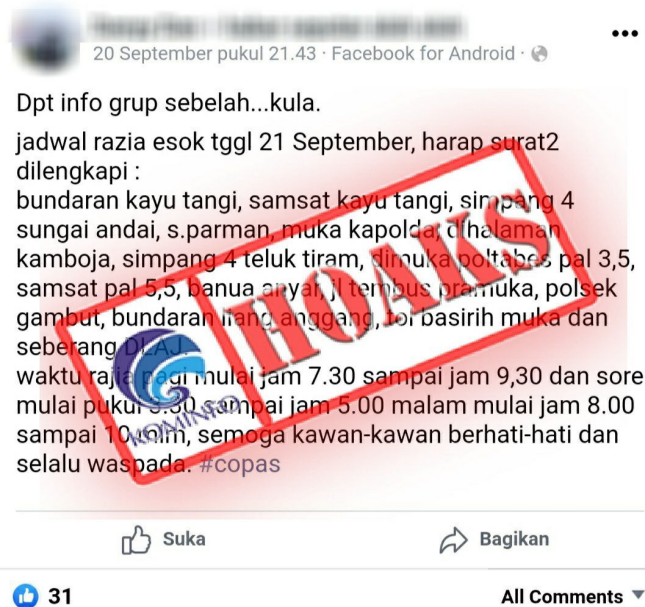 20 September pukul 21.43 · Facebook for Android ·
Dpt info grup sebelah...kula.
jadwal razia esok tggl 21 September, harap surat2
dilengkapi :
bundaran kayu tangi, samsat kayu tangi, simpang 4
sungai andai, s.parman, muka kapolda, dihalaman
kamboja, simpang 4 teluk tiram, dimuka poltabes pal 3,5,
samsat pal 5,5, banua anyar, jl tembus pramuka, polsek
gambut, bundaran liang anggang, tol basirih muka dan
seberang DLAJ.
waktu rajia pagi mulai jam 7.30 sampai jam 9,30 dan sore
mulai pukul sampai jam 5.00 malam mulai jam 8.00
sampai semoga kawan-kawan berhati-hati dan
selalu waspada. #copas
HOAKS
KOMINFO
Suka
Bagikan
31
All Comments